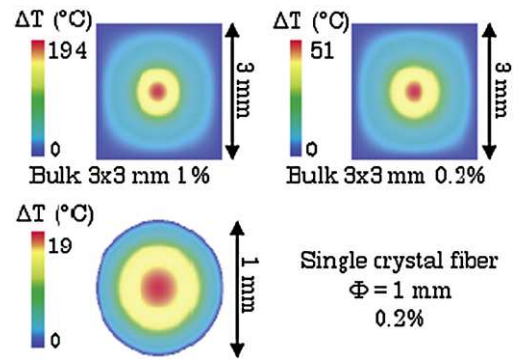 ΔT (°C)
194
0
3 mm
Bulk 3x3 mm 1%
ΔT (°C)
51
0
3 mm
Bulk 3x3 mm 0.2%
ΔT (°C)
19
0
1 mm
Single crystal fiber
Φ = 1 mm
0.2%